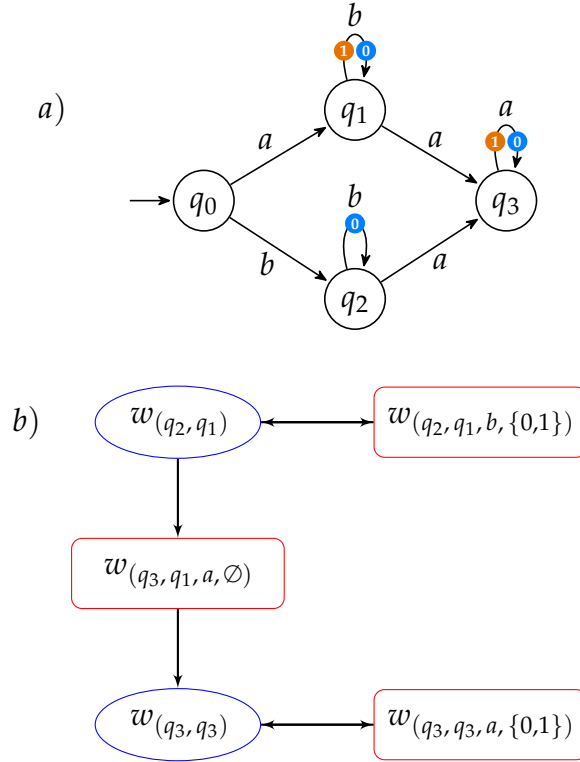 b
1 0
a)
q₁
a
a
a
1 0
q₀
q₃
b
0
b
a
q₂
b)
w₍q₂, q₁₎
w₍q₂, q₁, b, {0,1}₎
w₍q₃, q₁, a, ∅₎
w₍q₃, q₃₎
w₍q₃, q₃, a, {0,1}₎